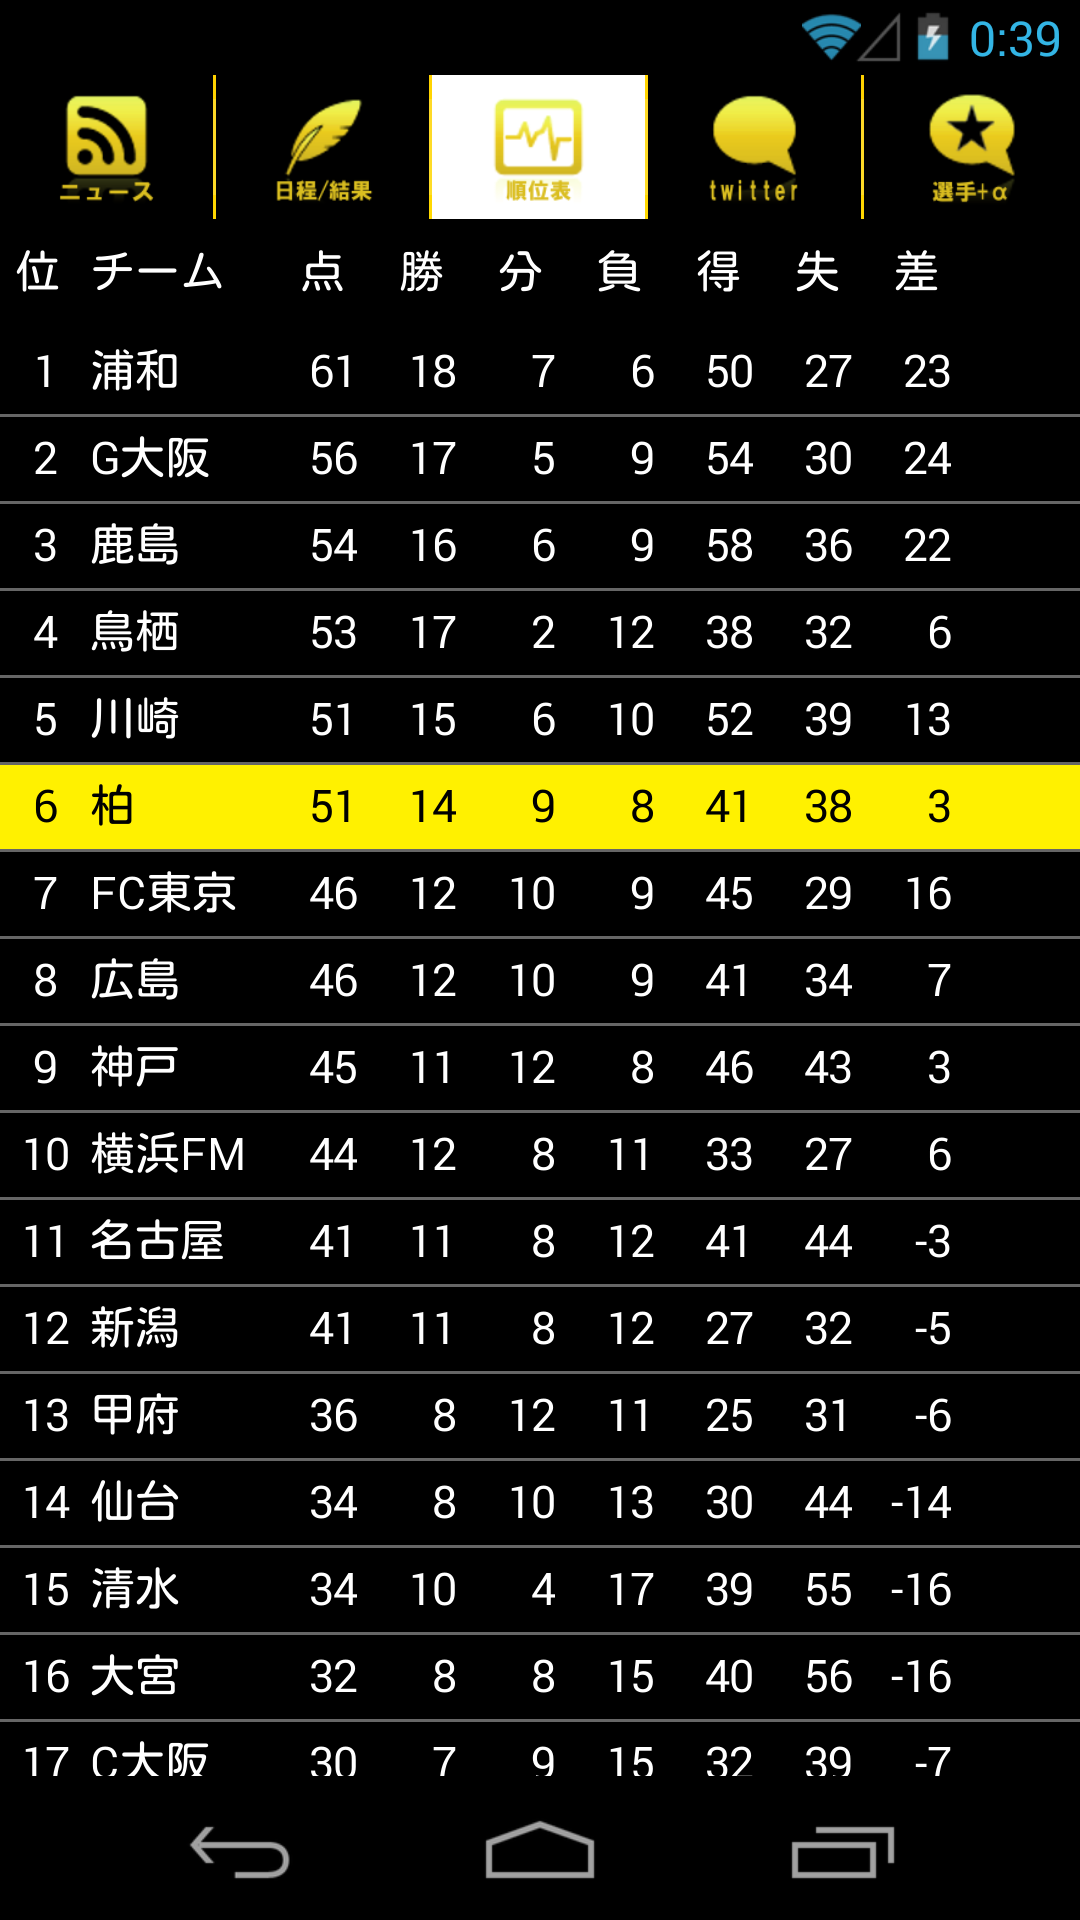 0:39
ニュース 日程/結果 順位表 twitter 選手+α
位 チーム 点 勝 分 負 得 失 差
1 浦和 61 18 7 6 50 27 23
2 G大阪 56 17 5 9 54 30 24
3 鹿島 54 16 6 9 58 36 22
4 鳥栖 53 17 2 12 38 32 6
5 川崎 51 15 6 10 52 39 13
6 柏 51 14 9 8 41 38 3
7 FC東京 46 12 10 9 45 29 16
8 広島 46 12 10 9 41 34 7
9 神戸 45 11 12 8 46 43 3
10 横浜FM 44 12 8 11 33 27 6
11 名古屋 41 11 8 12 41 44 -3
12 新潟 41 11 8 12 27 32 -5
13 甲府 36 8 12 11 25 31 -6
14 仙台 34 8 10 13 30 44 -14
15 清水 34 10 4 17 39 55 -16
16 大宮 32 8 8 15 40 56 -16
17 C大阪 30 7 9 15 32 39 -7